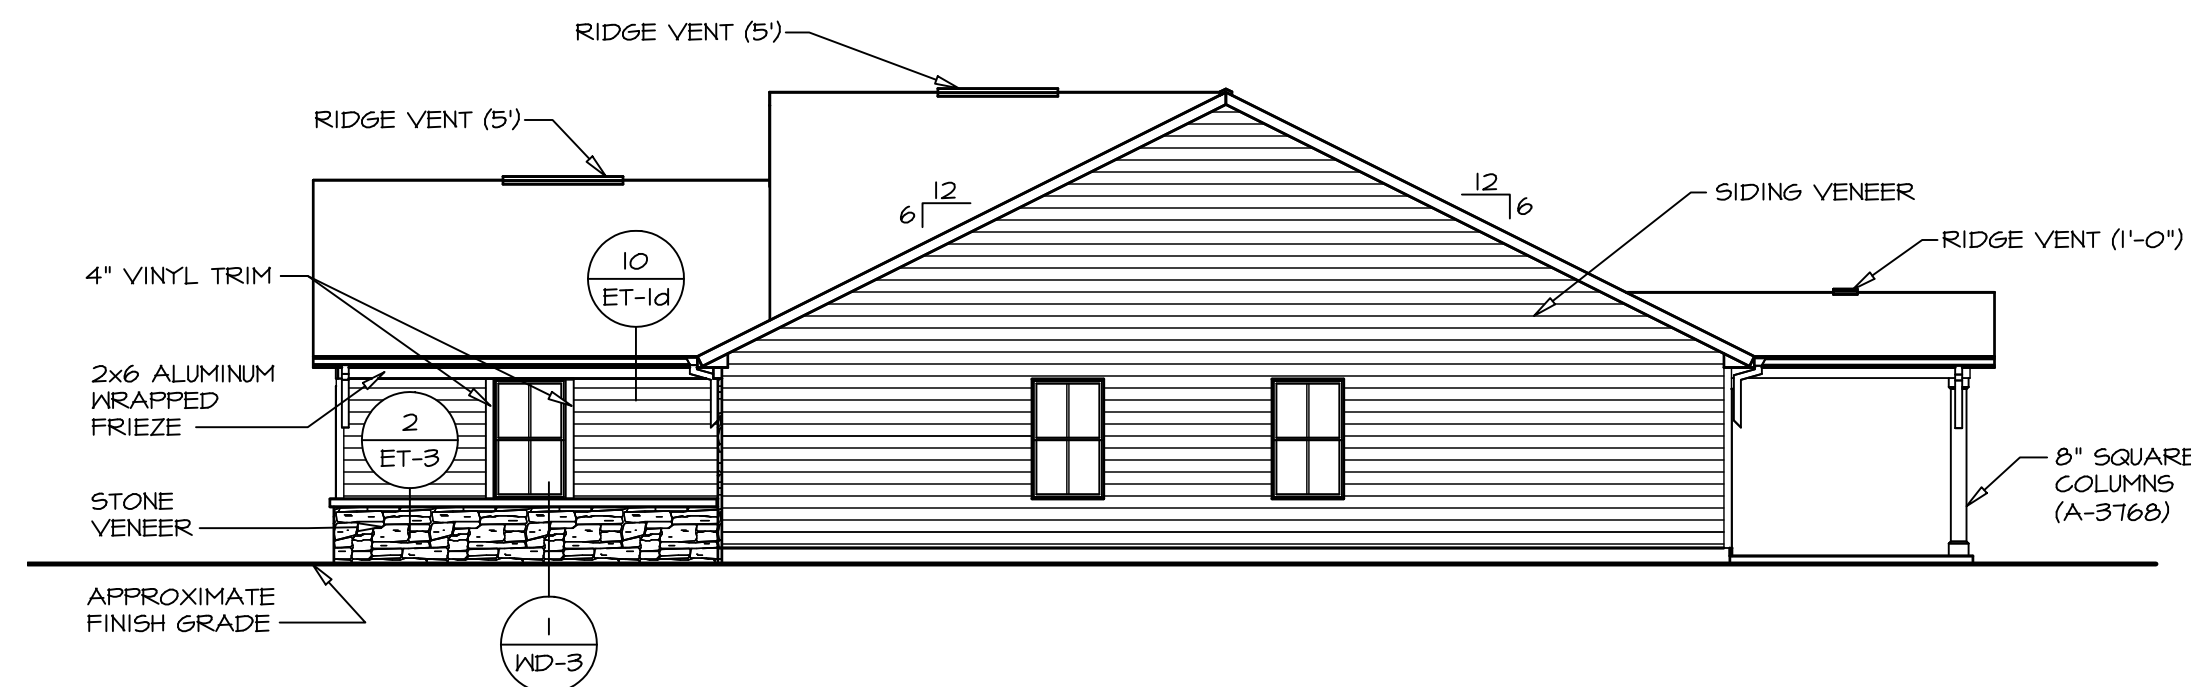 RIDGE VENT (5')
RIDGE VENT (5')
12
6
12
6
SIDING VENEER
RIDGE VENT (1'-0")
4" VINYL TRIM
10
ET-1d
2x6 ALUMINUM
WRAPPED
FRIEZE
2
ET-3
8" SQUARE
COLUMNS
(A-3768)
STONE
VENEER
APPROXIMATE
FINISH GRADE
1
WD-3